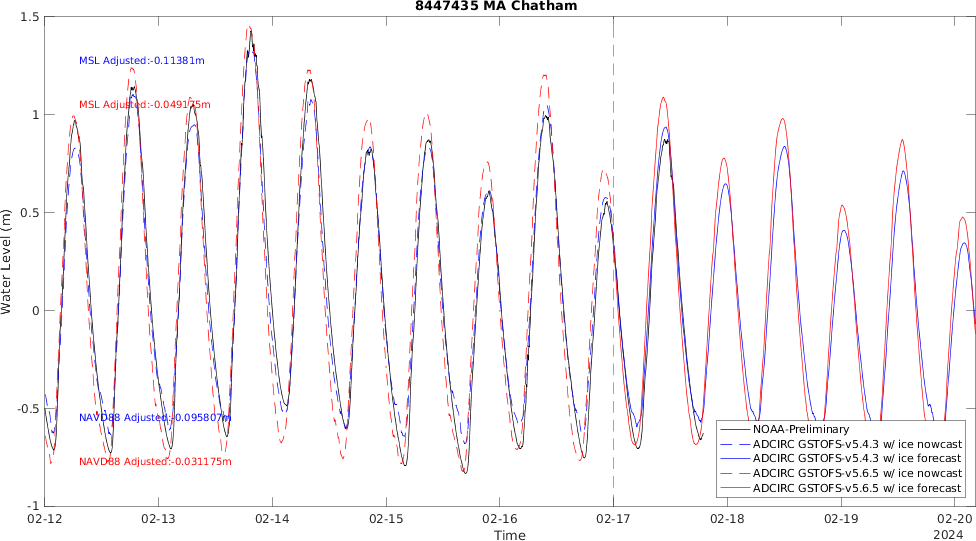 8447435 MA Chatham
1.5
MSL Adjusted:-0.11381m
MSL Adjusted:-0.049175m
1
0.5
Water Level (m)
0
-0.5
NAVD88 Adjusted:-0.095807m
NAVD88 Adjusted:-0.031175m
NOAA-Preliminary
ADCIRC GSTOFS-v5.4.3 w/ ice nowcast
ADCIRC GSTOFS-v5.4.3 w/ ice forecast
ADCIRC GSTOFS-v5.6.5 w/ ice nowcast
ADCIRC GSTOFS-v5.6.5 w/ ice forecast
-1
02-12 02-13 02-14 02-15 02-16 02-17 02-18 02-19 02-20
Time
2024